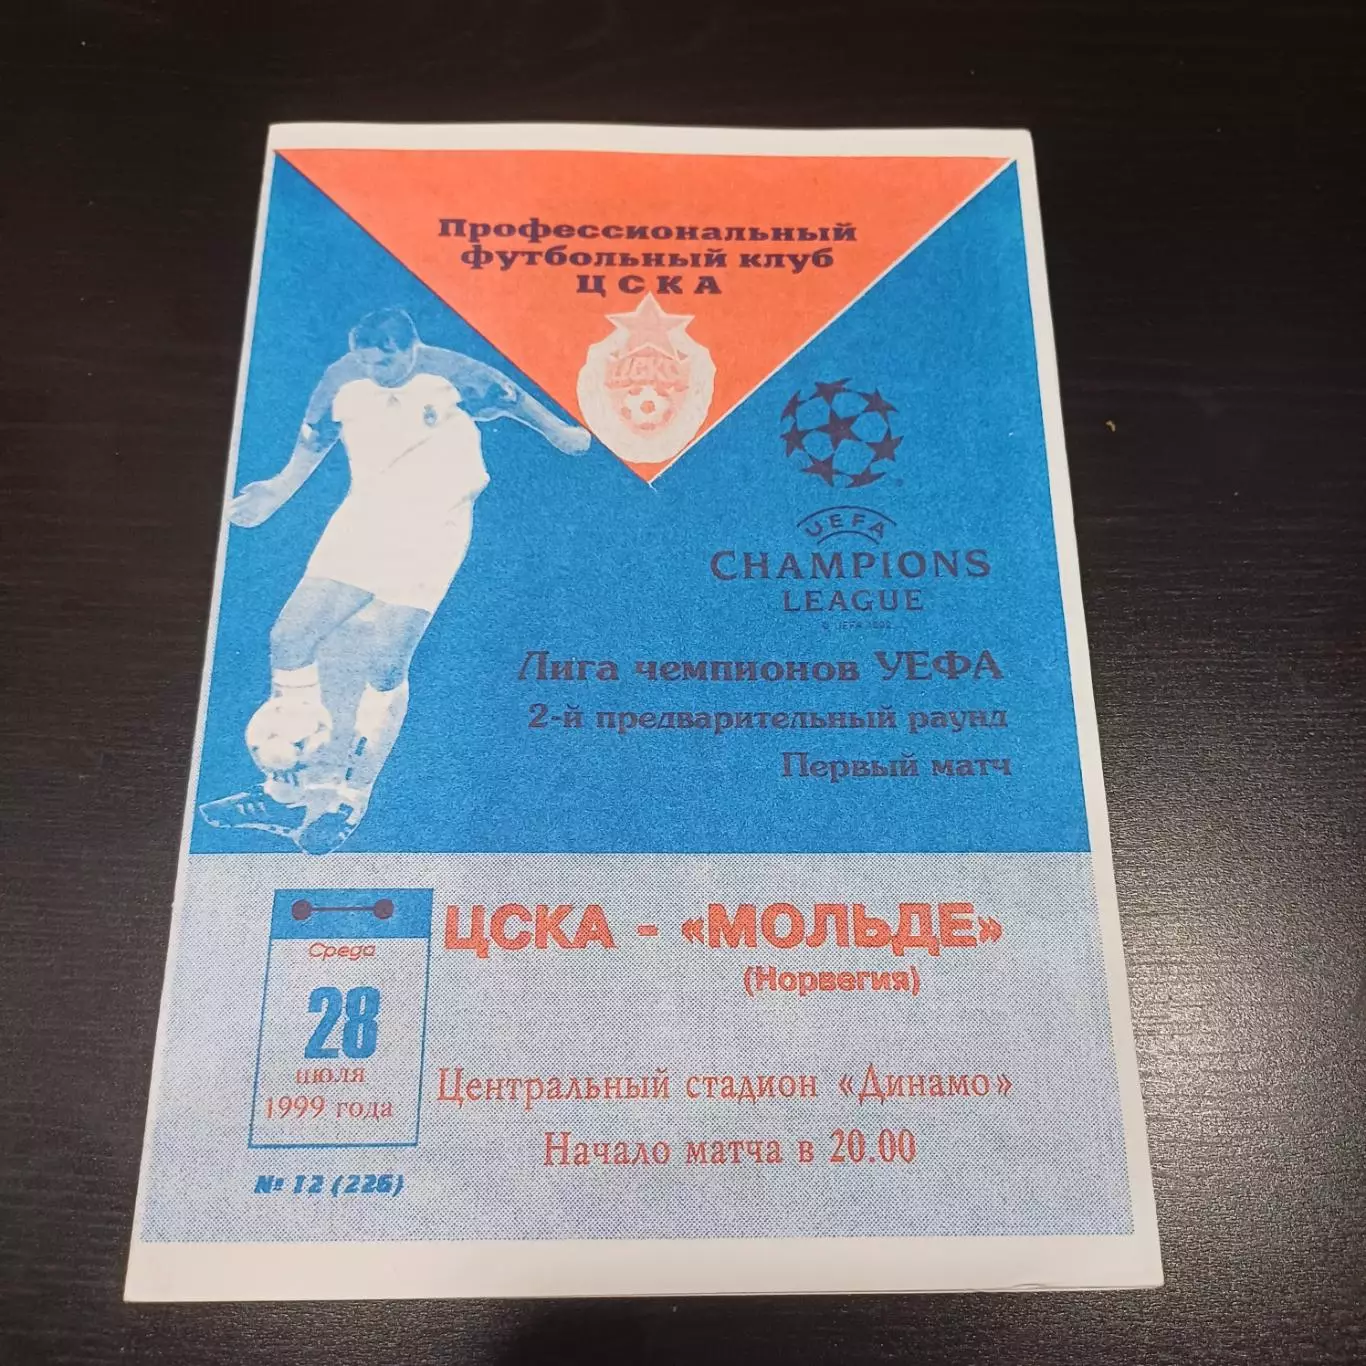 Профессиональный
футбольный клуб
ЦСКА
ЦСКА
UEFA
CHAMPIONS
LEAGUE
Лига чемпионов УЕФА
2-й предварительный раунд
Первый матч
ЦСКА - «МОЛЬДЕ»
(Норвегия)
Среда
28
июля
1999 года
Центральный стадион «Динамо»
Начало матча в 20.00
№ 12 (226)